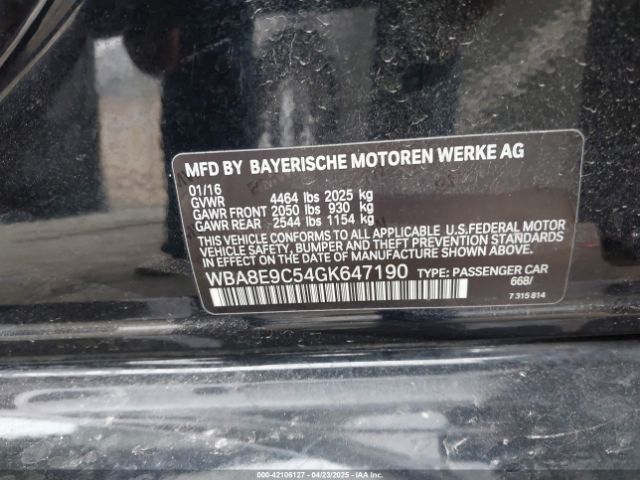 MFD BY BAYERISCHE MOTOREN WERKE AG
01/16
GVWR 4464 lbs 2025 kg
GAWR FRONT 2050 lbs 930 kg
GAWR REAR 2544 lbs 1154 kg
THIS VEHICLE CONFORMS TO ALL APPLICABLE U.S.FEDERAL MOTOR
VEHICLE SAFETY, BUMPER AND THEFT PREVENTION STANDARDS
IN EFFECT ON THE DATE OF MANUFACTURE SHOWN ABOVE.
WBA8E9C54GK647190 TYPE: PASSENGER CAR
668/
7 315 814
000-42106127 - 04/23/2025 - IAA Inc.